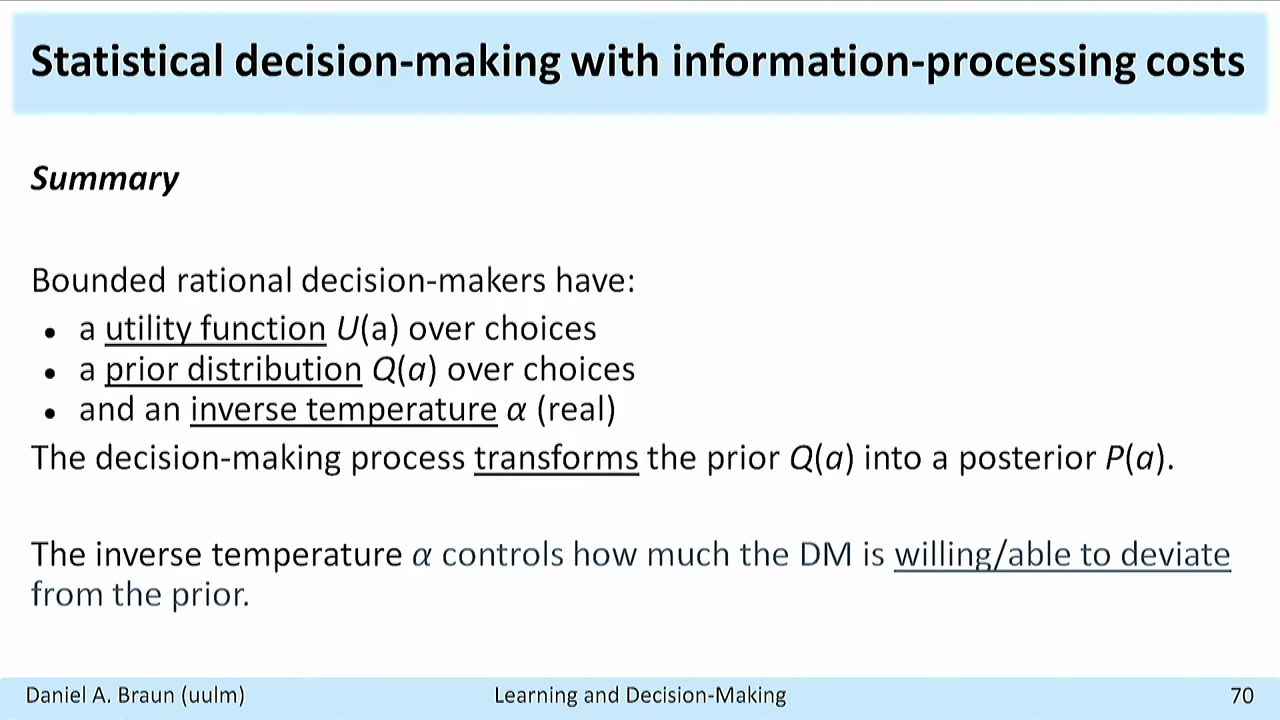 Statistical decision-making with information-processing costs
Summary
Bounded rational decision-makers have:
• a utility function U(a) over choices
• a prior distribution Q(a) over choices
• and an inverse temperature α (real)
The decision-making process transforms the prior Q(a) into a posterior P(a).
The inverse temperature α controls how much the DM is willing/able to deviate
from the prior.
Daniel A. Braun (uulm) Learning and Decision-Making 70